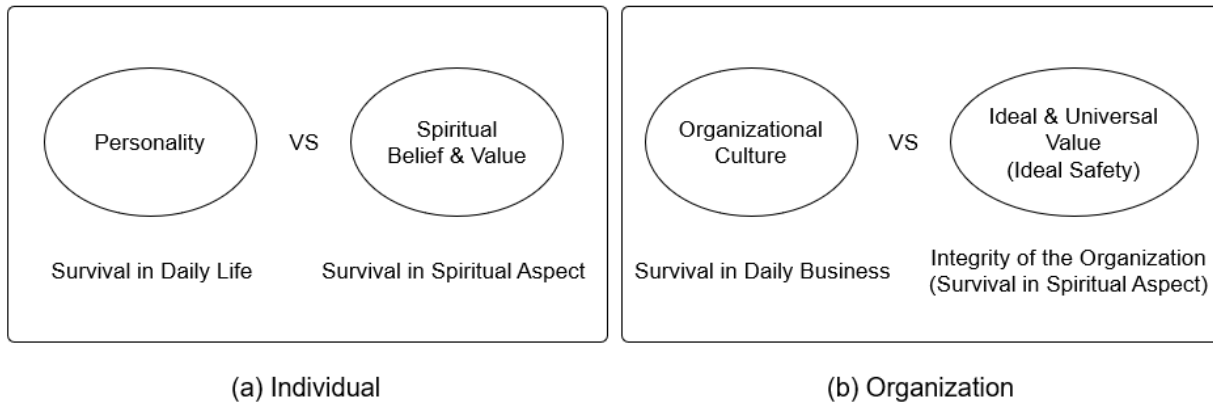 Personality
VS
Spiritual
Belief & Value
Survival in Daily Life
Survival in Spiritual Aspect
(a) Individual
Organizational
Culture
VS
Ideal & Universal
Value
(Ideal Safety)
Survival in Daily Business
Integrity of the Organization
(Survival in Spiritual Aspect)
(b) Organization